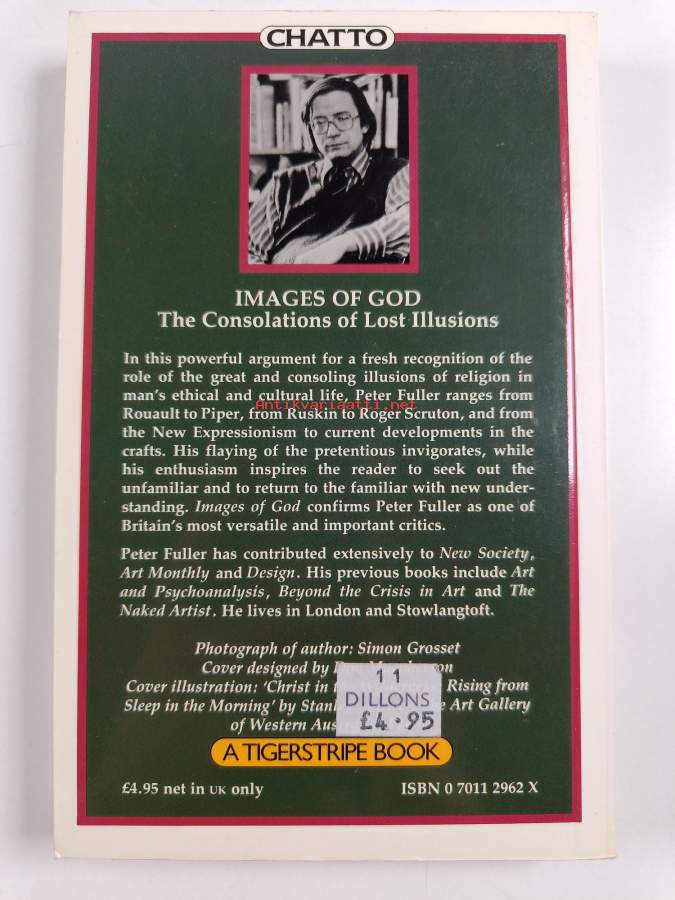 CHATTO
IMAGES OF GOD
The Consolations of Lost Illusions
In this powerful argument for a fresh recognition of the
role of the great and consoling illusions of religion in
man's ethical and cultural life, Peter Fuller ranges from
Antikvariaatti.net
Rouault to Piper, from Ruskin to Roger Scruton, and from
the New Expressionism to current developments in the
crafts. His flaying of the pretentious invigorates, while
his enthusiasm inspires the reader to seek out the
unfamiliar and to return to the familiar with new under-
standing. Images of God confirms Peter Fuller as one of
Britain's most versatile and important critics.
Peter Fuller has contributed extensively to New Society,
Art Monthly and Design. His previous books include Art
and Psychoanalysis, Beyond the Crisis in Art and The
Naked Artist. He lives in London and Stowlangtoft.
Photograph of author: Simon Grosset
Cover designed by
Cover illustration: 'Christ in Rising from
Sleep in the Morning' by Art Gallery
of Western
11
DILLONS
£4.95
A TIGERSTRIPE BOOK
£4.95 net in UK only
ISBN 0 7011 2962 X